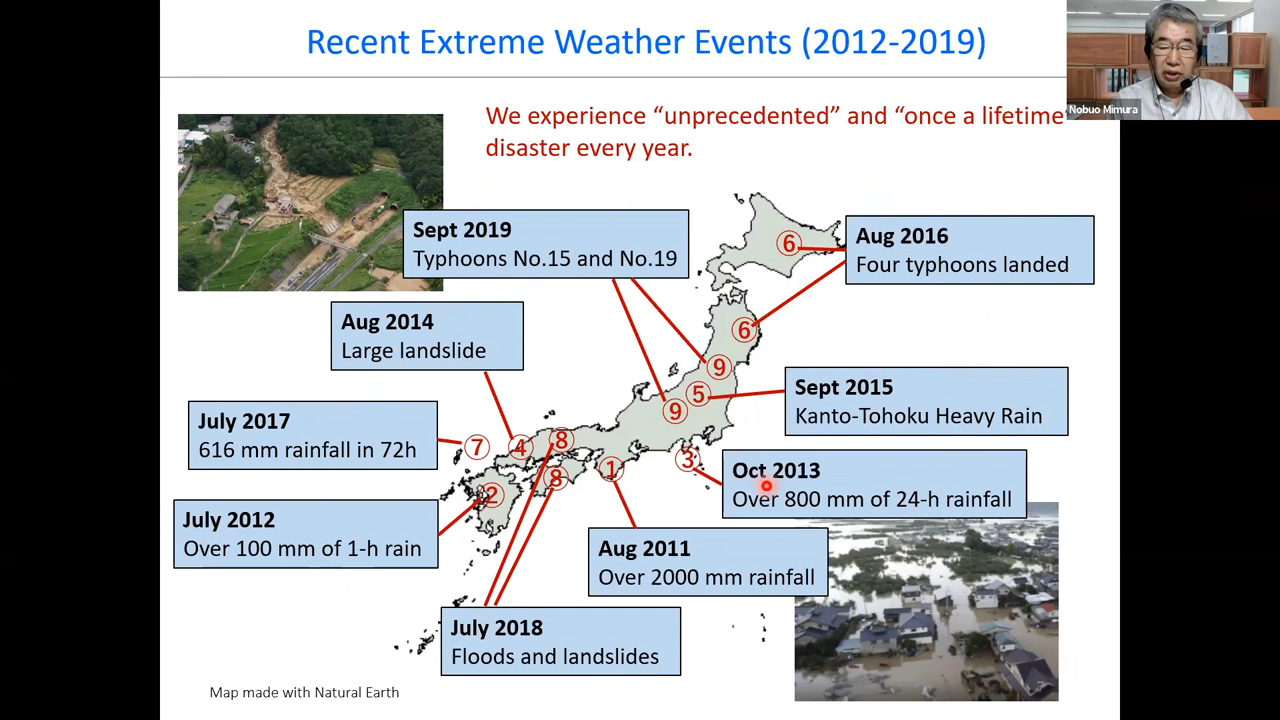 Recent Extreme Weather Events (2012-2019)
Nobuo Mimura
We experience “unprecedented” and “once a lifetime
disaster every year.
Sept 2019
Typhoons No.15 and No.19
Aug 2016
Four typhoons landed
Aug 2014
Large landslide
Sept 2015
Kanto-Tohoku Heavy Rain
July 2017
616 mm rainfall in 72h
Oct 2013
Over 800 mm of 24-h rainfall
July 2012
Over 100 mm of 1-h rain
Aug 2011
Over 2000 mm rainfall
July 2018
Floods and landslides
6
6
9
5
9
7
4
8
8
1
3
2
Map made with Natural Earth